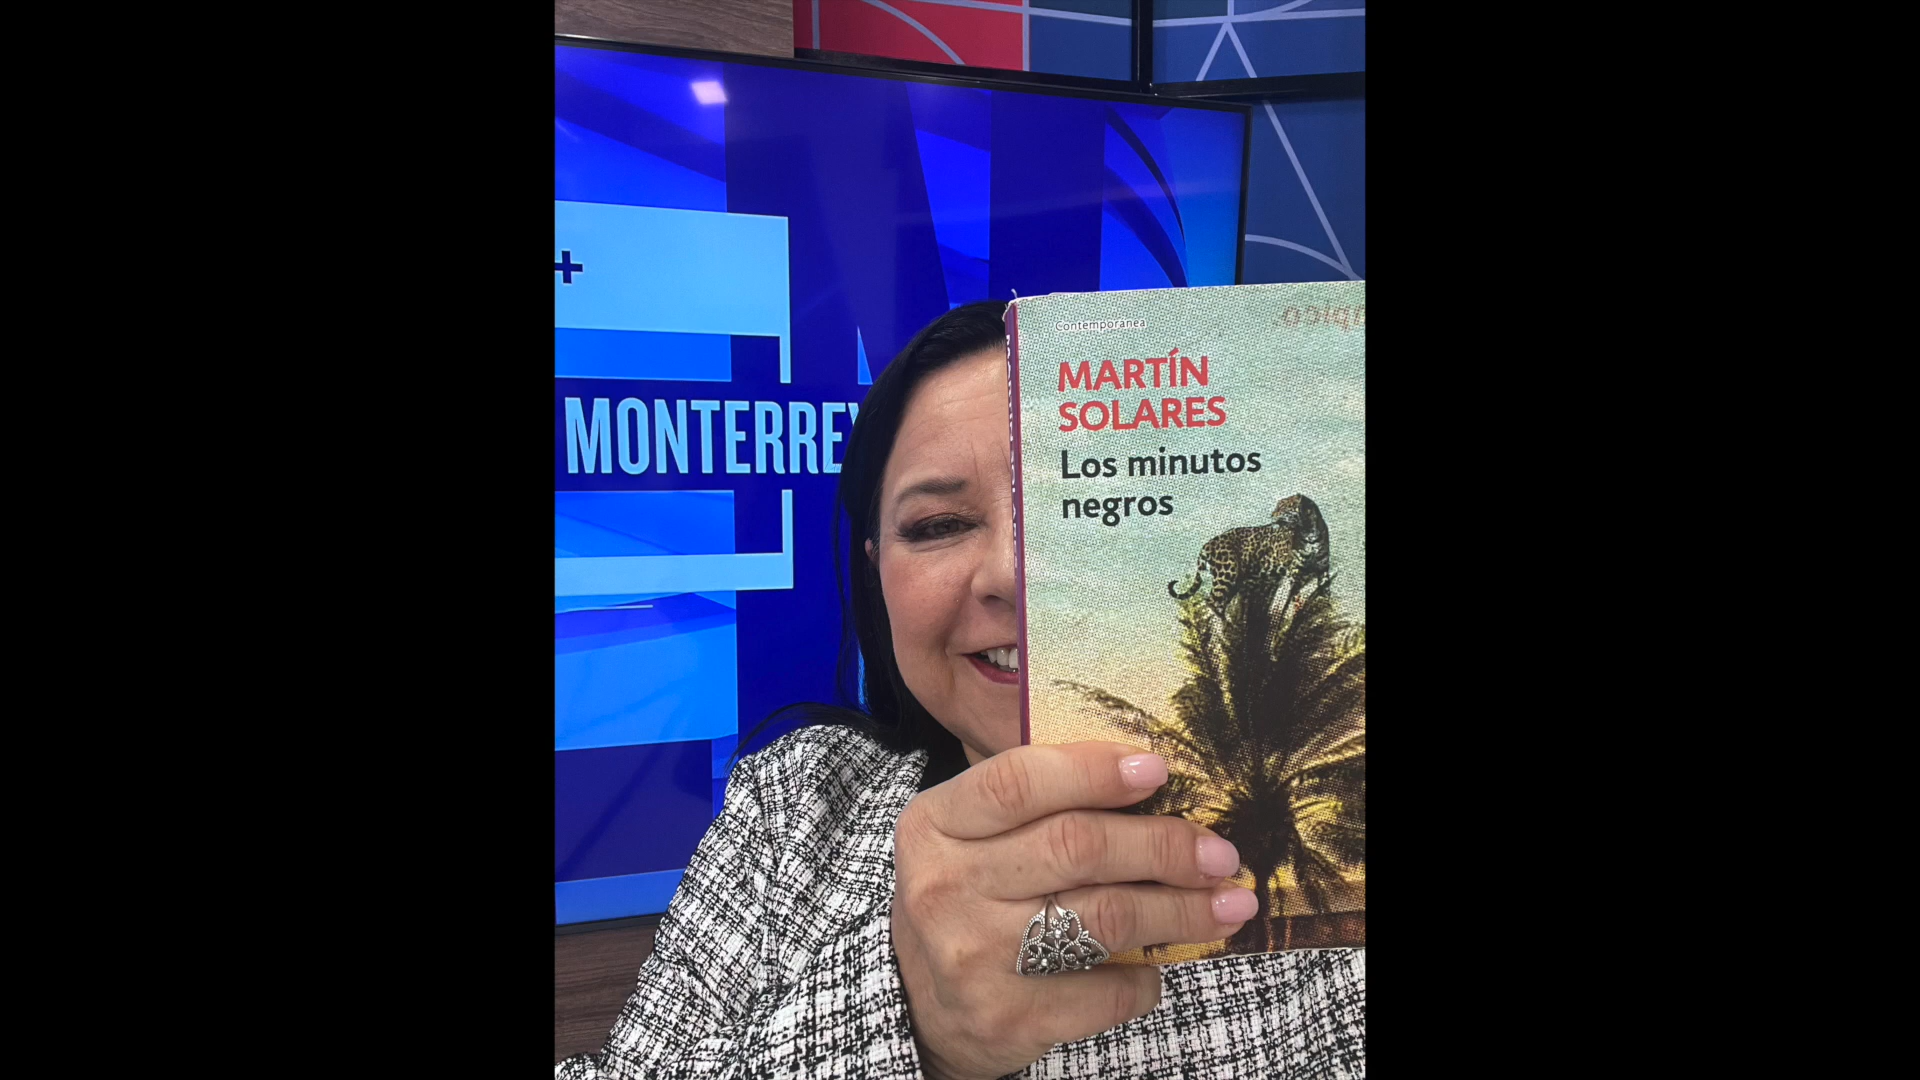 +
MONTERREY
Contemporánea
MARTÍN
SOLARES
Los minutos
negros